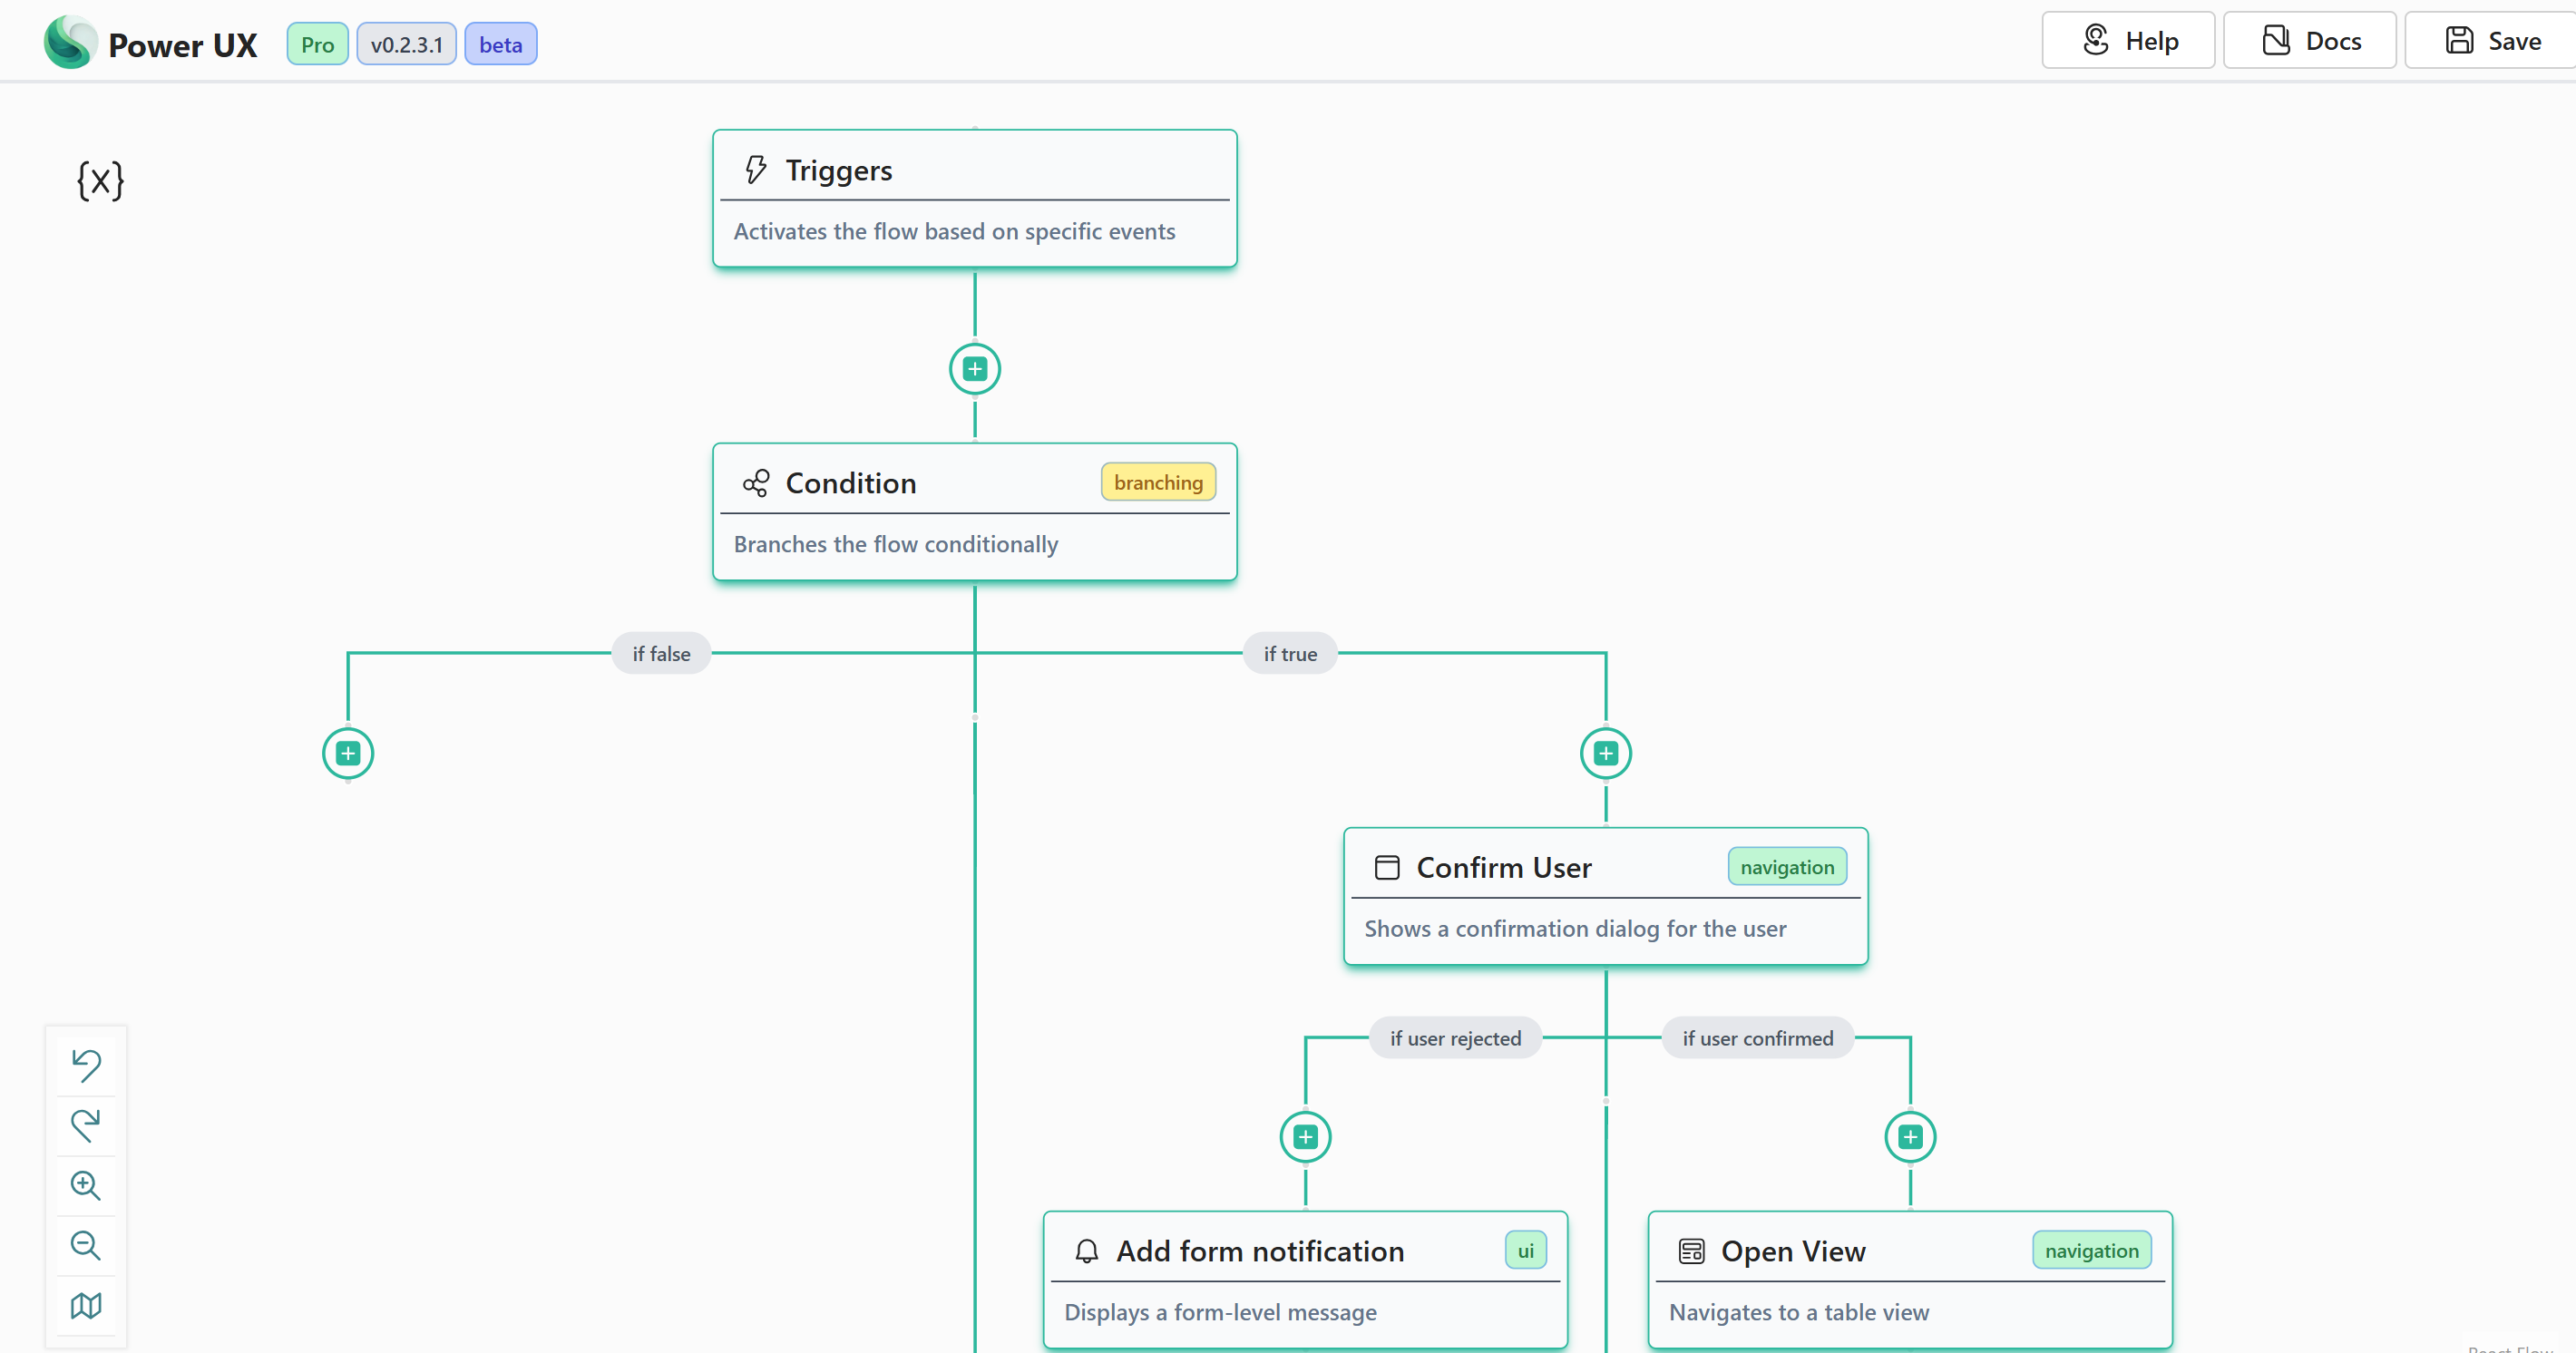 Power UX Pro v0.2.3.1 beta Help Docs Save
{x}
Triggers
Activates the flow based on specific events
Condition branching
Branches the flow conditionally
if false if true
Confirm User navigation
Shows a confirmation dialog for the user
if user rejected if user confirmed
Add form notification ui
Displays a form-level message
Open View navigation
Navigates to a table view
React Flow